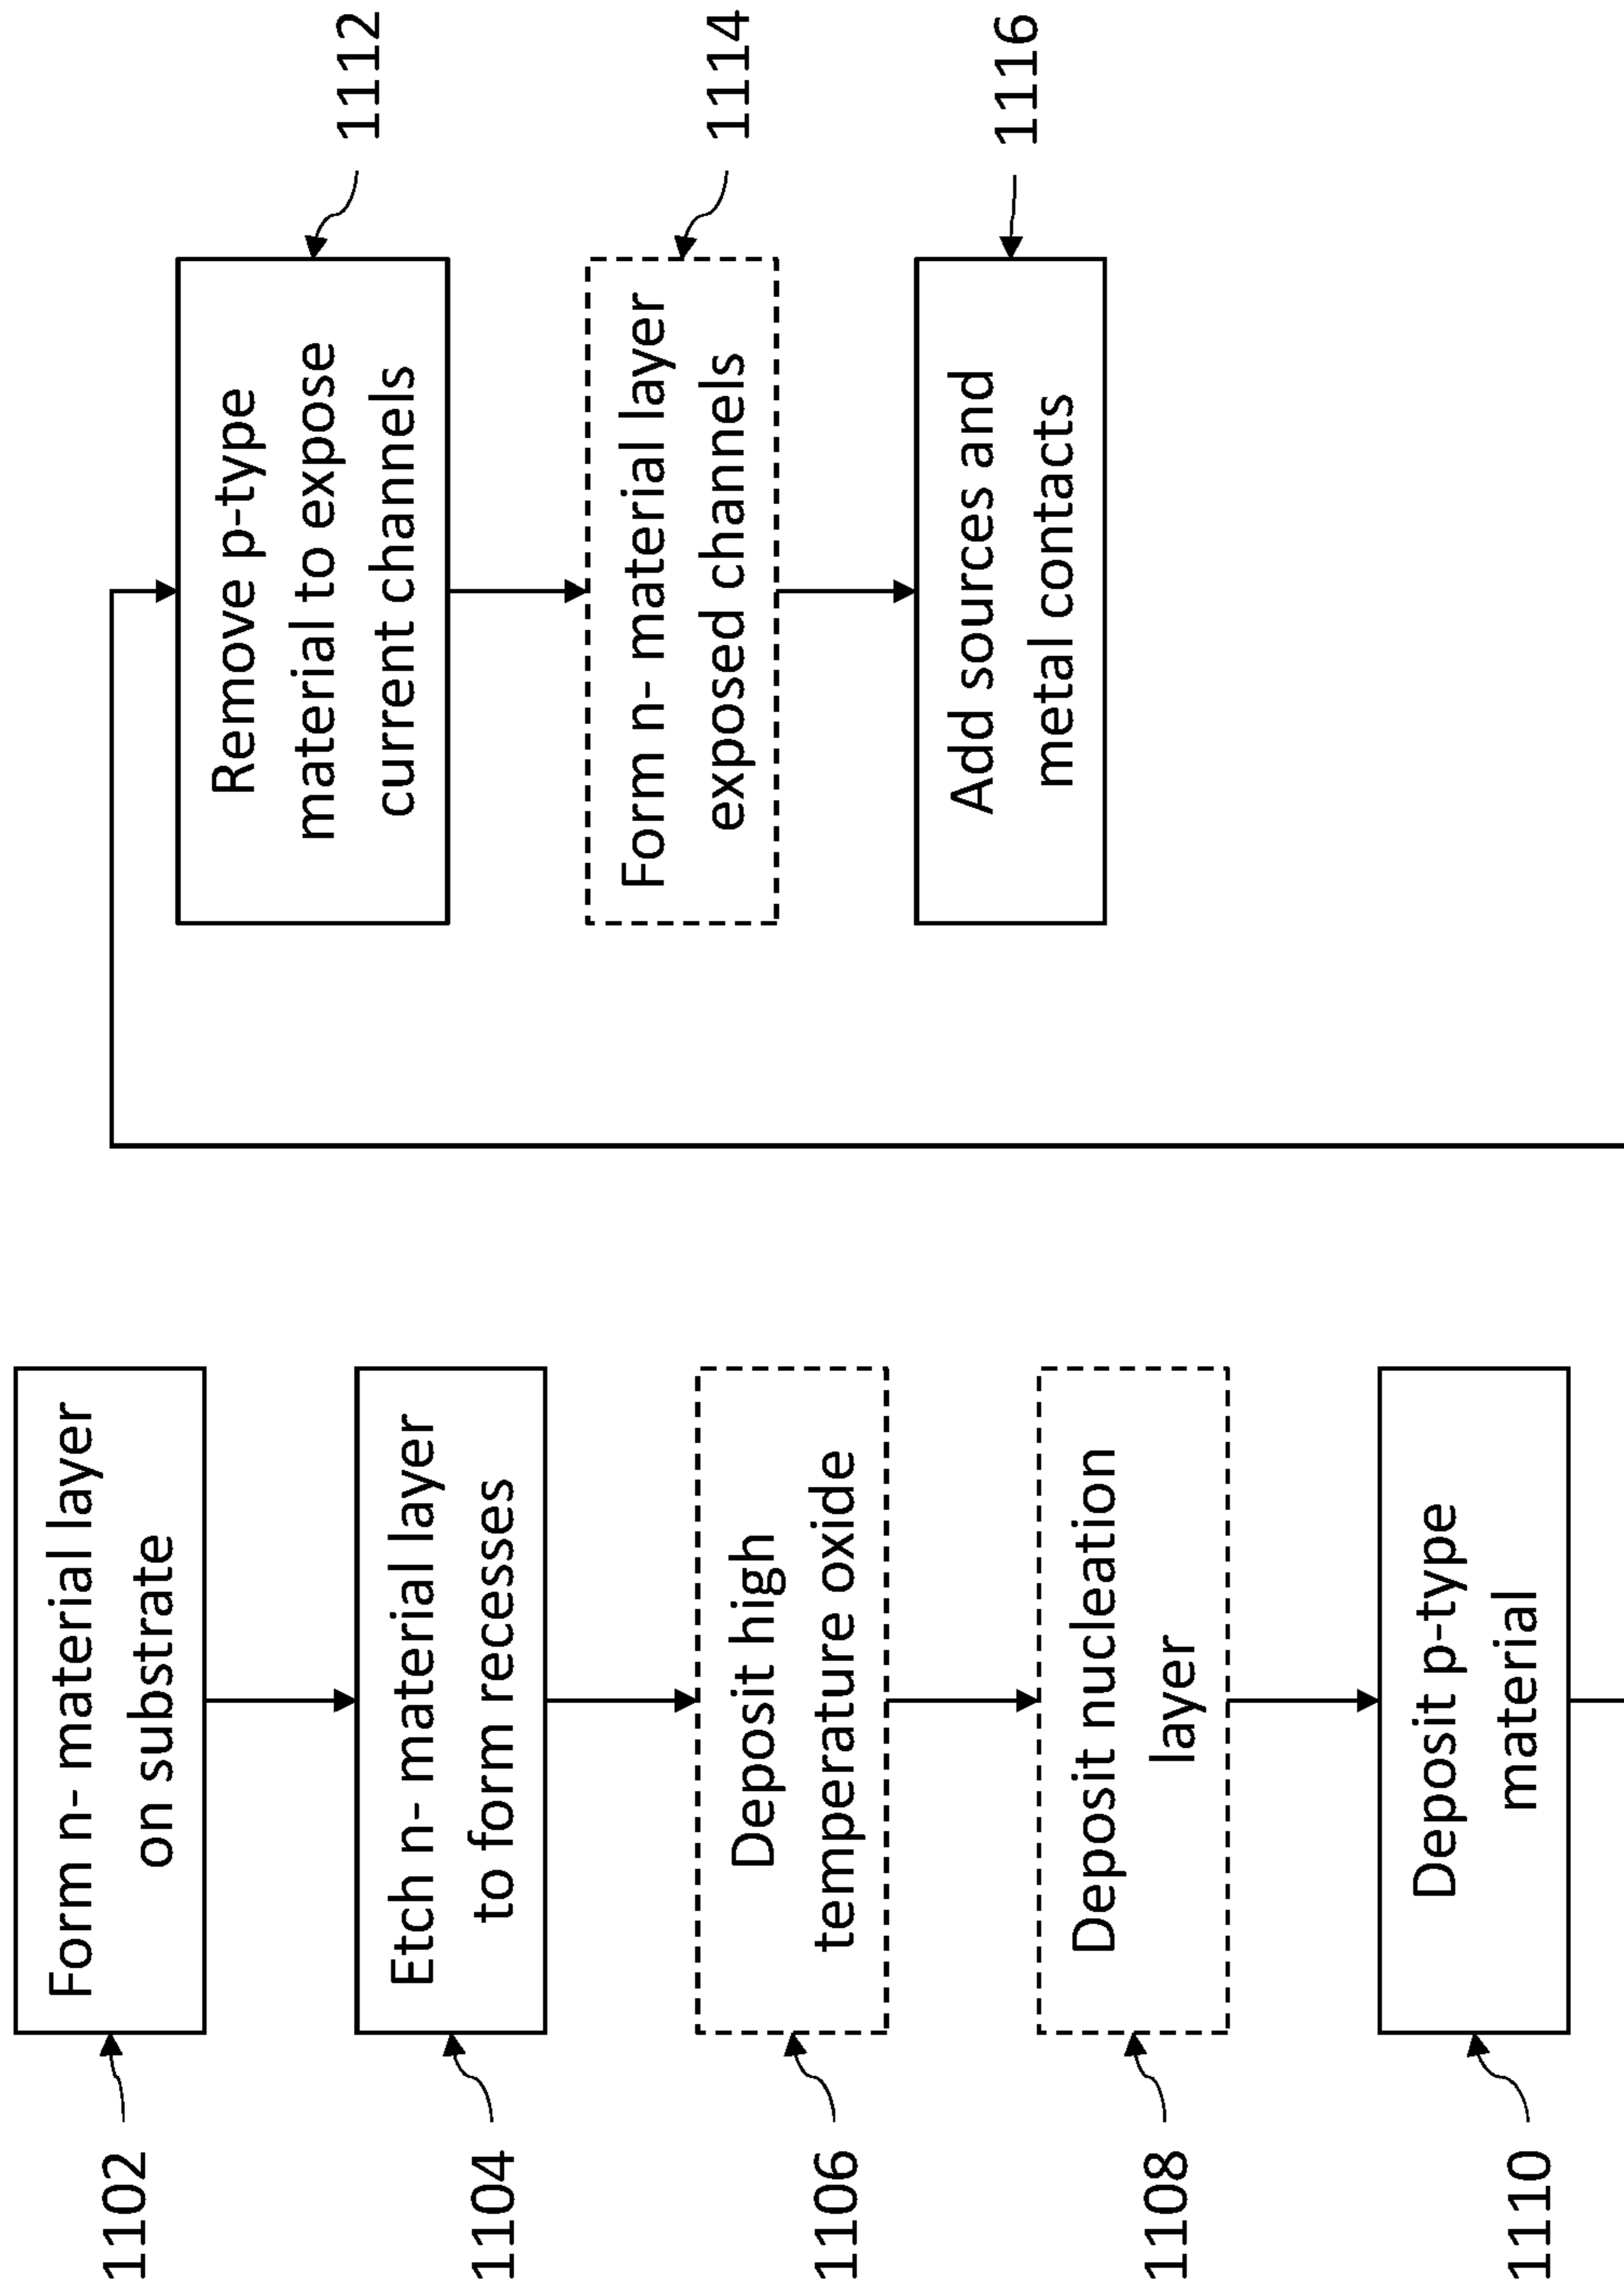 1102
Form n- material layer
on substrate
1104
Etch n- material layer
to form recesses
1106
Deposit high
temperature oxide
1108
Deposit nucleation
layer
1110
Deposit p-type
material
Remove p-type
material to expose
current channels
1112
Form n- material layer
exposed channels
1114
Add sources and
metal contacts
1116